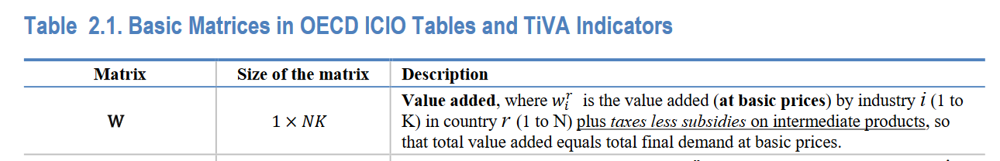 Table 2.1. Basic Matrices in OECD ICIO Tables and TiVA Indicators
Matrix Size of the matrix Description
Value added, where wᵢʳ is the value added (at basic prices) by industry i (1 to
W 1 × NK K) in country r (1 to N) plus taxes less subsidies on intermediate products, so
that total value added equals total final demand at basic prices.